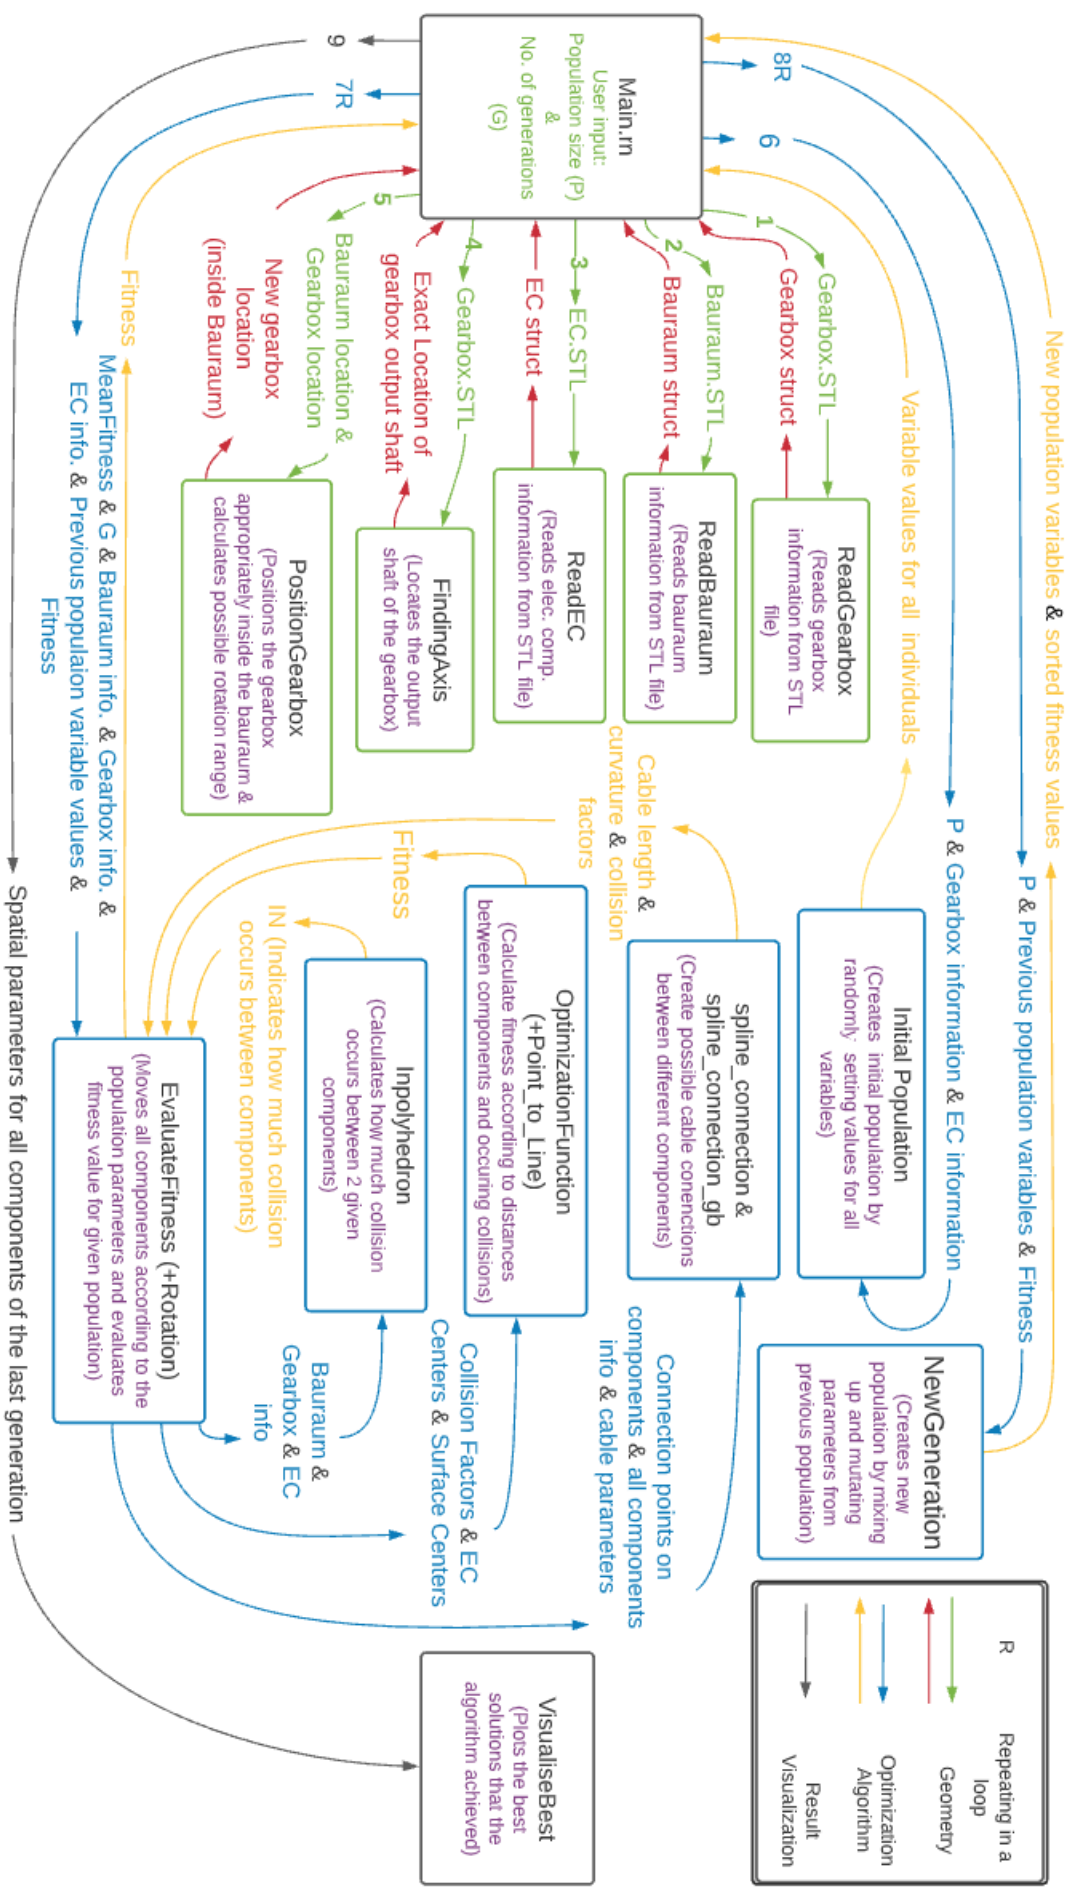 New population variables & sorted fitness values
8R
P & Previous population variables & Fitness
6
P & Gearbox information & EC information
Variable values for all individuals
Main.rn
User input:
Population size (P)
&
No. of generations
(G)
1
Gearbox.STL
Gearbox struct
ReadGearbox
(Reads gearbox
information from STL
file)
2
Bauraum.STL
Bauraum struct
ReadBauraum
(Reads bauraum
information from STL file)
3
EC.STL
EC struct
ReadEC
(Reads elec. comp.
information from STL file)
4
Gearbox.STL
Exact Location of
gearbox output shaft
FindingAxis
(Locates the output
shaft of the gearbox)
5
Bauraum location &
Gearbox location
New gearbox
location
(inside Bauraum)
PositionGearbox
(Positions the gearbox
appropriately inside the bauraum &
calculates possible rotation range)
7R
Fitness
MeanFitness & G & Bauraum info. & Gearbox info. &
EC info. & Previous populaion variable values &
Fitness
9
Spatial parameters for all components of the last generation
Initial Population
(Creates initial population by
randomly setting values for all
variables)
NewGeneration
(Creates new
population by mixing
up and mutating
parameters from
previous population)
spline_connection &
spline_connection_gb
(Create possible cable conenctions
between different components)
Cable length &
curvature & collision
factors
Connection points on
components & all components
info & cable parameters
OptimizationFunction
(+Point_to_Line)
(Calculate fitness according to distances
between components and occuring collisions)
Fitness
Collision Factors & EC
Centers & Surface Centers
Inpolyhedron
(Calculates how much collision
occurs between 2 given
components)
IN (Indicates how much collision
occurs between components)
Bauraum &
Gearbox & EC
info
EvaluateFitness (+Rotation)
(Moves all components according to the
population parameters and evaluates
fitness value for given population)
VisualiseBest
(Plots the best
solutions that the
algorithm achieved)
R
Repeating in a
loop
Geometry
Optimization
Algorithm
Result
Visualization